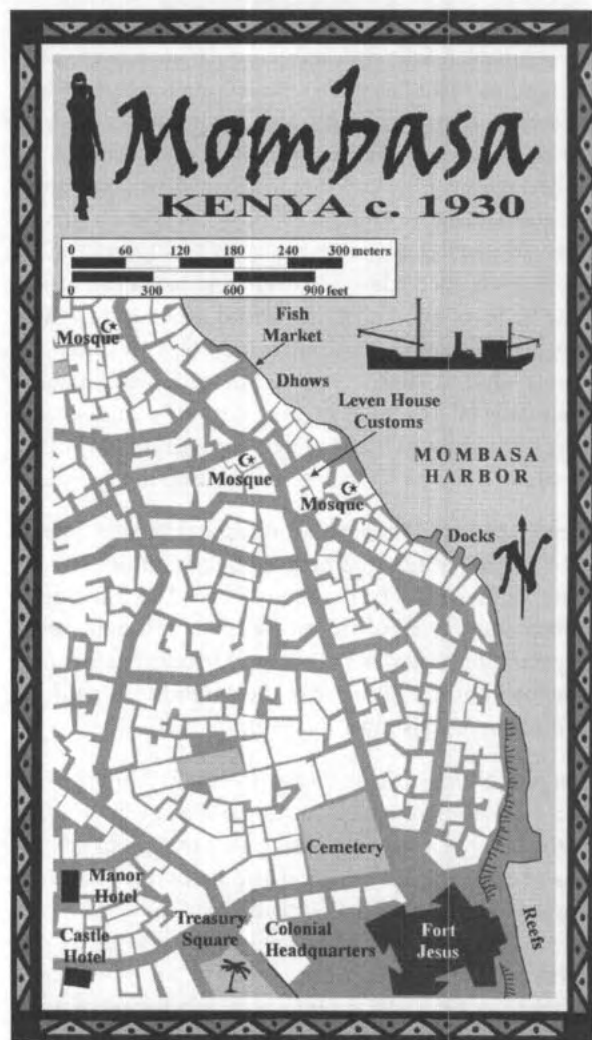 Mombasa
KENYA c. 1930
0 60 120 180 240 300 meters
0 300 600 900 feet
Mosque
Fish
Market
Dhows
Leven House
Customs
MOMBASA
HARBOR
Mosque
Mosque
Docks
N
Cemetery
Manor
Hotel
Treasury
Square
Colonial
Headquarters
Fort
Jesus
Reefs
Castle
Hotel